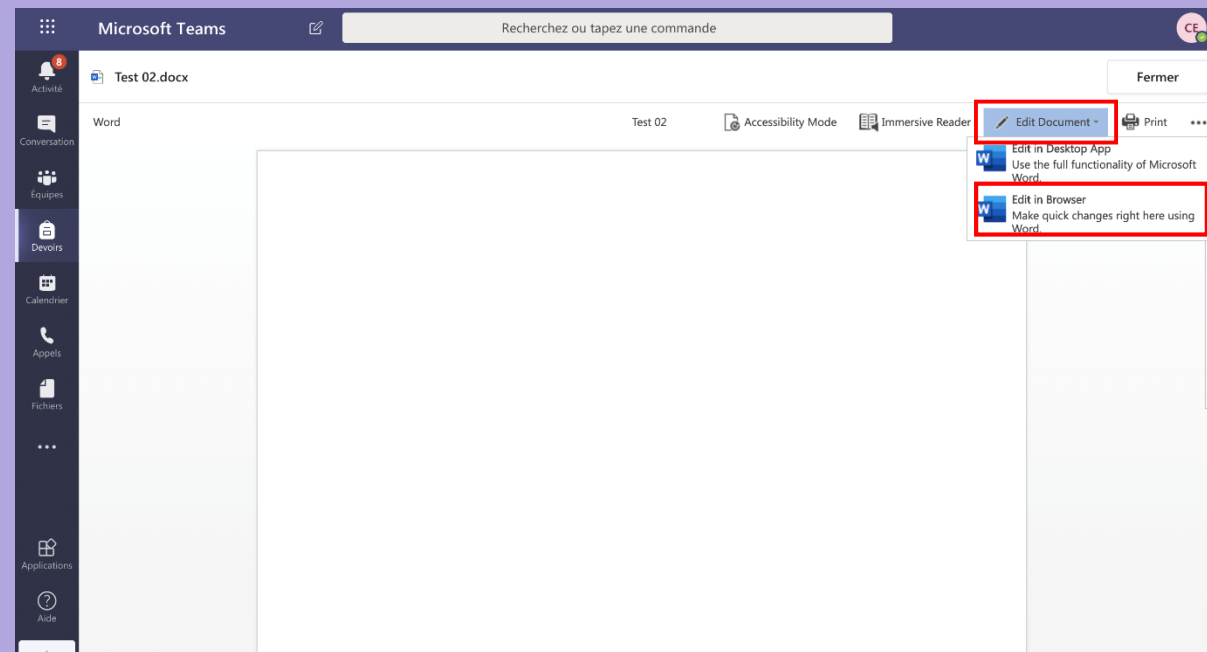 Microsoft Teams
Recherchez ou tapez une commande
CE
8
Activité
Conversation
Équipes
Devoirs
Calendrier
Appels
Fichiers
Applications
Aide
Test 02.docx
Fermer
Word
Test 02
Accessibility Mode
Immersive Reader
Edit Document
Print
Edit in Desktop App
Use the full functionality of Microsoft
Word.
Edit in Browser
Make quick changes right here using
Word.